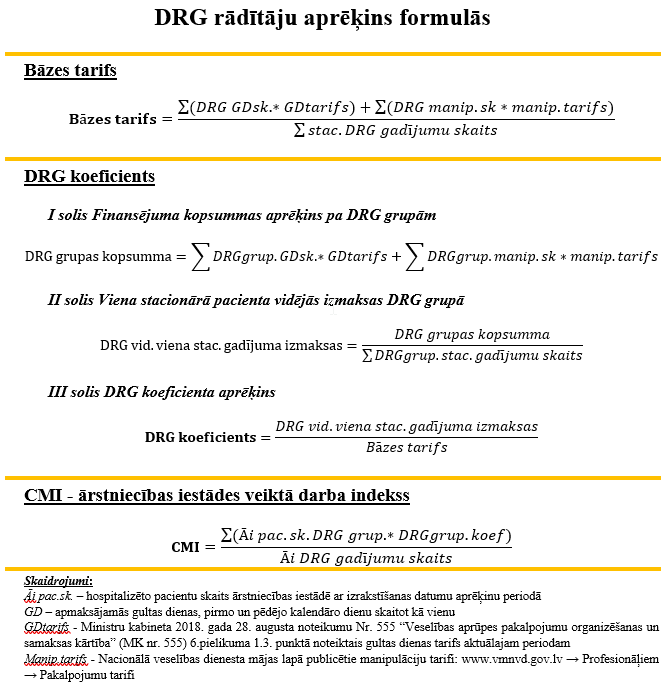 DRG rādītāju aprēķins formulās
Bāzes tarifs
Bāzes tarifs = ∑(DRG GDsk.* GDtarifs) + ∑(DRG manip.sk * manip.tarifs)
∑ stac.DRG gadījumu skaits
DRG koeficients
I solis Finansējuma kopsummas aprēķins pa DRG grupām
DRG grupas kopsumma = ∑ DRGgrup.GDsk.* GDtarifs + ∑ DRGgrup.manip.sk * manip.tarifs
II solis Viena stacionārā pacienta vidējās izmaksas DRG grupā
DRG vid.viena stac.gadījuma izmaksas = DRG grupas kopsumma
∑ DRGgrup.stac.gadījumu skaits
III solis DRG koeficienta aprēķins
DRG koeficients = DRG vid.viena stac.gadījuma izmaksas
Bāzes tarifs
CMI - ārstniecības iestādes veiktā darba indekss
CMI = ∑(Āi pac.sk.DRG grup.* DRGgrup.koef)
Āi DRG gadījumu skaits
Skaidrojumi:
Āi pac.sk. – hospitalizēto pacientu skaits ārstniecības iestādē ar izrakstīšanas datumu aprēķinu periodā
GD – apmaksājamās gultas dienas, pirmo un pēdējo kalendāro dienu skaitot kā vienu
GDtarifs - Ministru kabineta 2018. gada 28. augusta noteikumu Nr. 555 “Veselības aprūpes pakalpojumu organizēšanas un
samaksas kārtība” (MK nr. 555) 6.pielikuma 1.3. punktā noteiktais gultas dienas tarifs aktuālajam periodam
Manip.tarifs - Nacionālā veselības dienesta mājas lapā publicētie manipulāciju tarifi: www.vmnvd.gov.lv → Profesionāļiem
→ Pakalpojumu tarifi